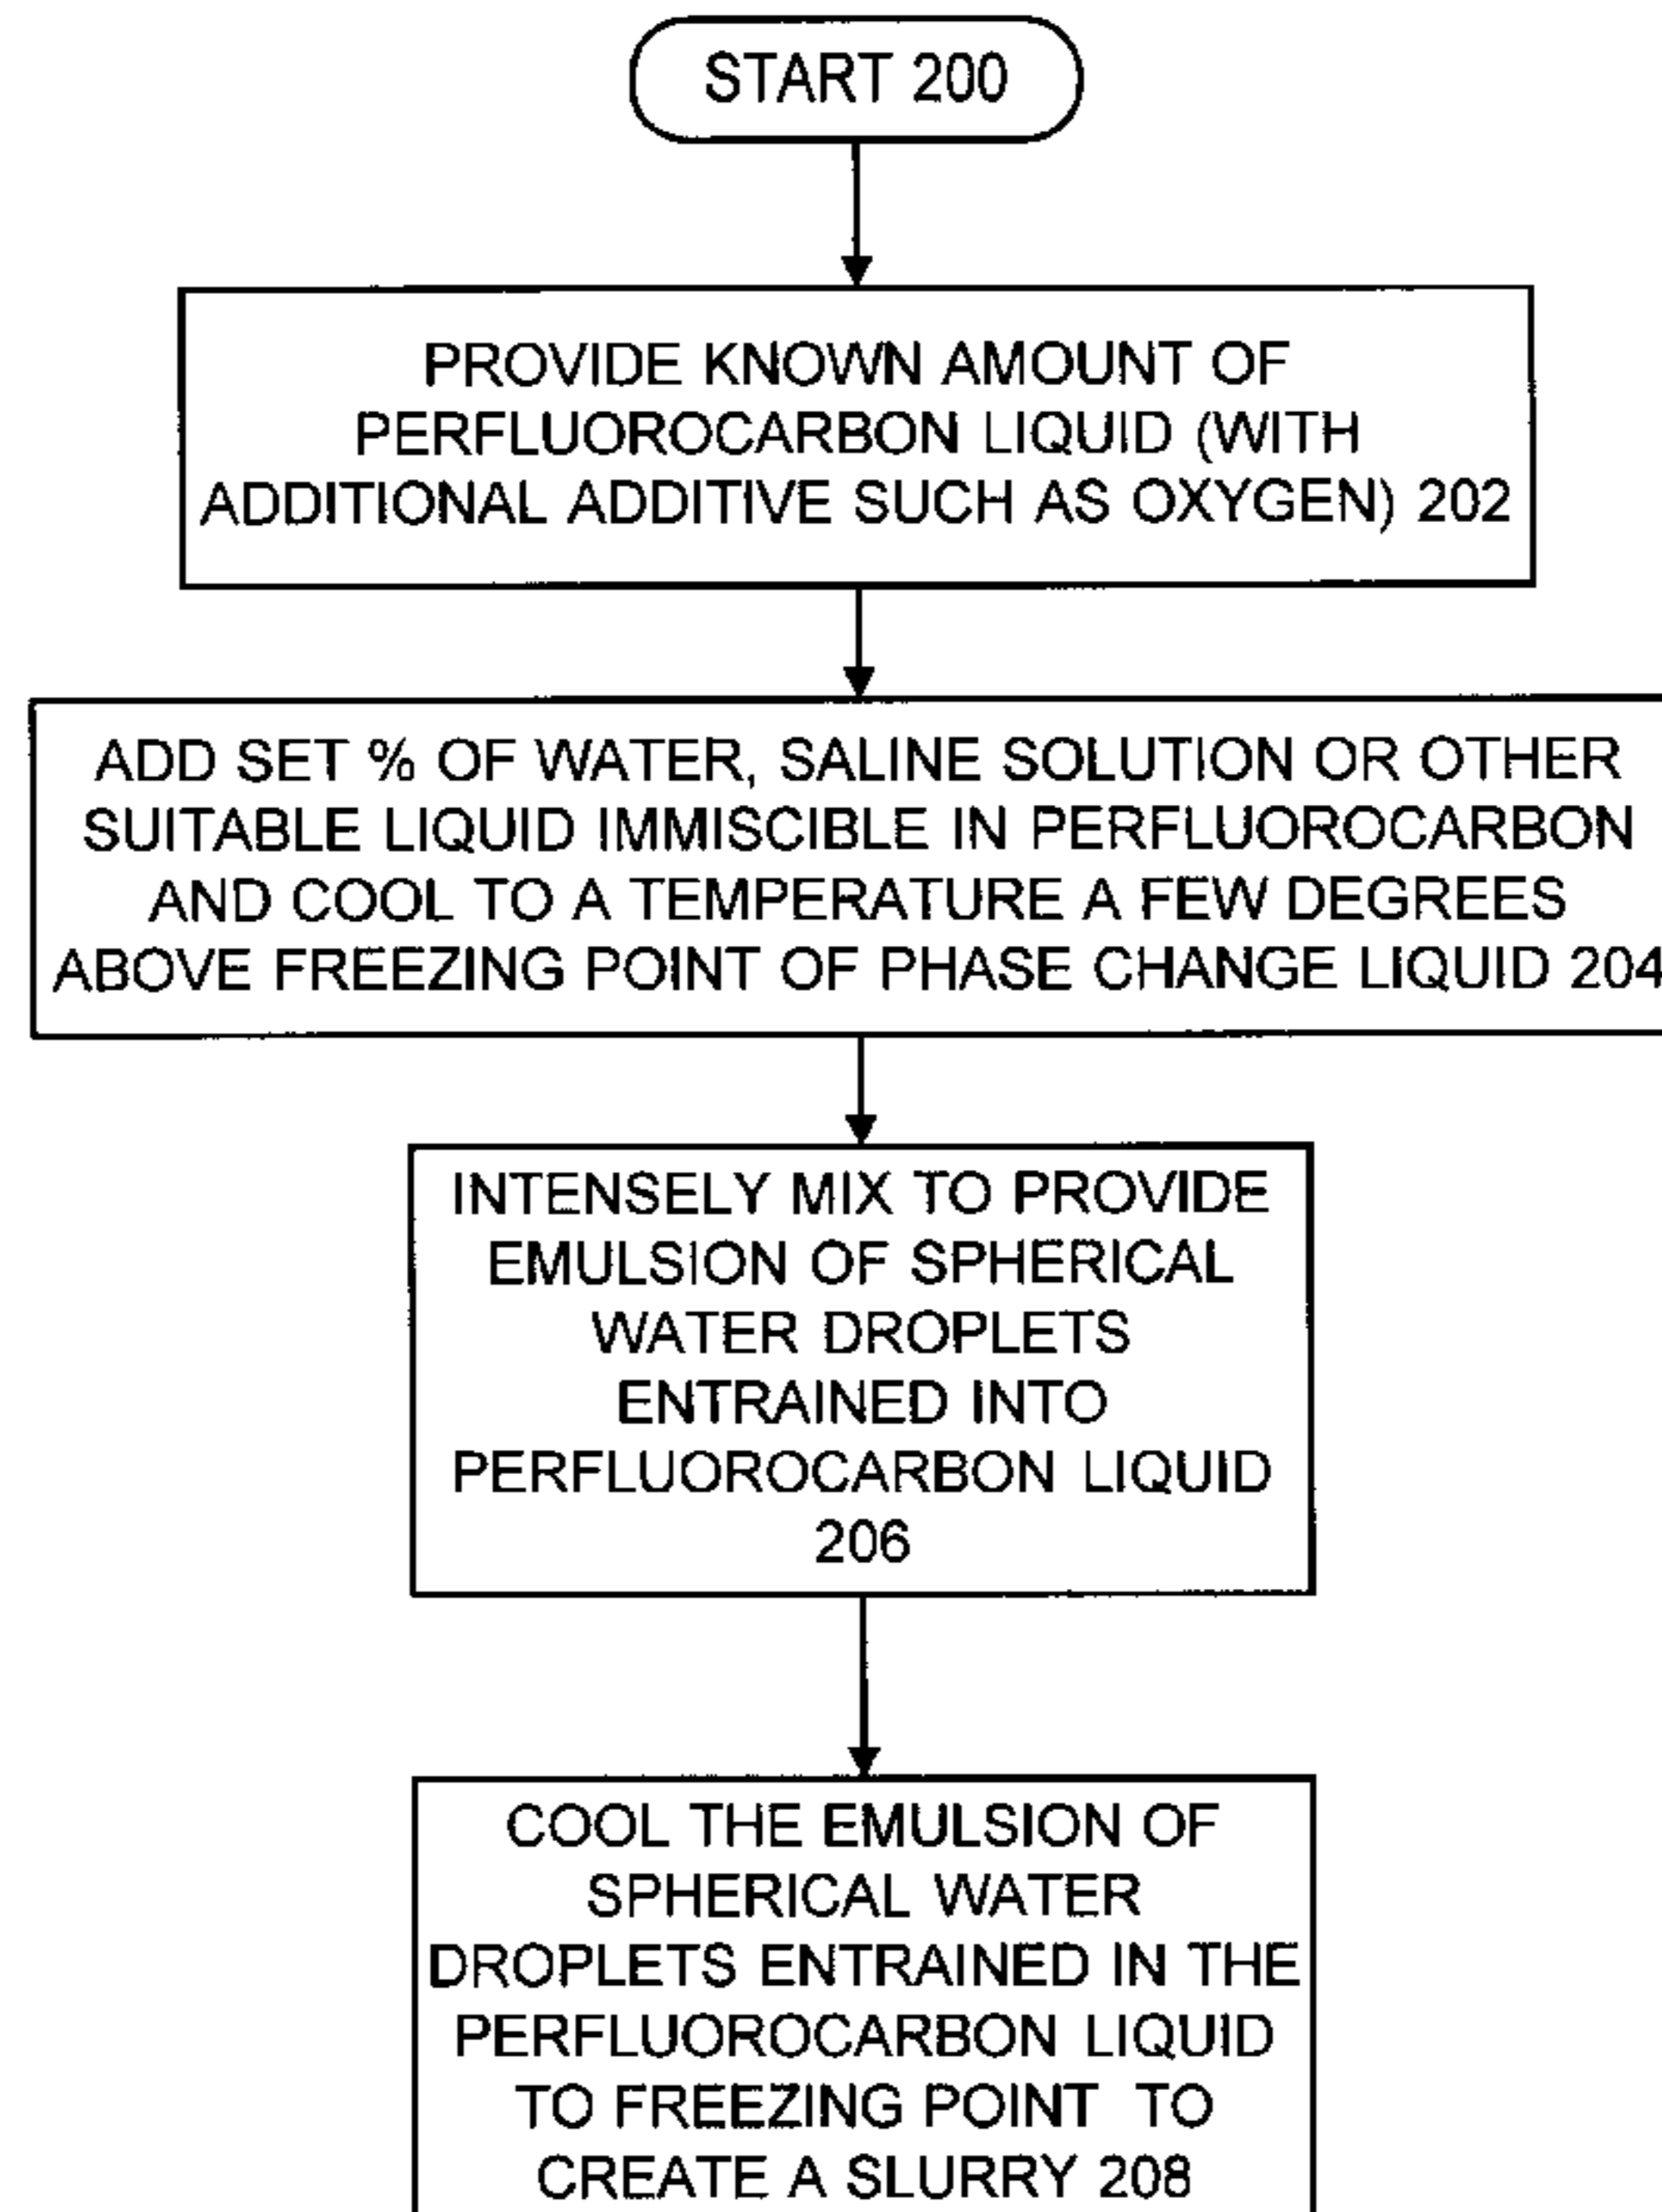 START 200
PROVIDE KNOWN AMOUNT OF
PERFLUOROCARBON LIQUID (WITH
ADDITIONAL ADDITIVE SUCH AS OXYGEN) 202
ADD SET % OF WATER, SALINE SOLUTION OR OTHER
SUITABLE LIQUID IMMISCIBLE IN PERFLUOROCARBON
AND COOL TO A TEMPERATURE A FEW DEGREES
ABOVE FREEZING POINT OF PHASE CHANGE LIQUID 204
INTENSELY MIX TO PROVIDE
EMULSION OF SPHERICAL
WATER DROPLETS
ENTRAINED INTO
PERFLUOROCARBON LIQUID
206
COOL THE EMULSION OF
SPHERICAL WATER
DROPLETS ENTRAINED IN THE
PERFLUOROCARBON LIQUID
TO FREEZING POINT TO
CREATE A SLURRY 208